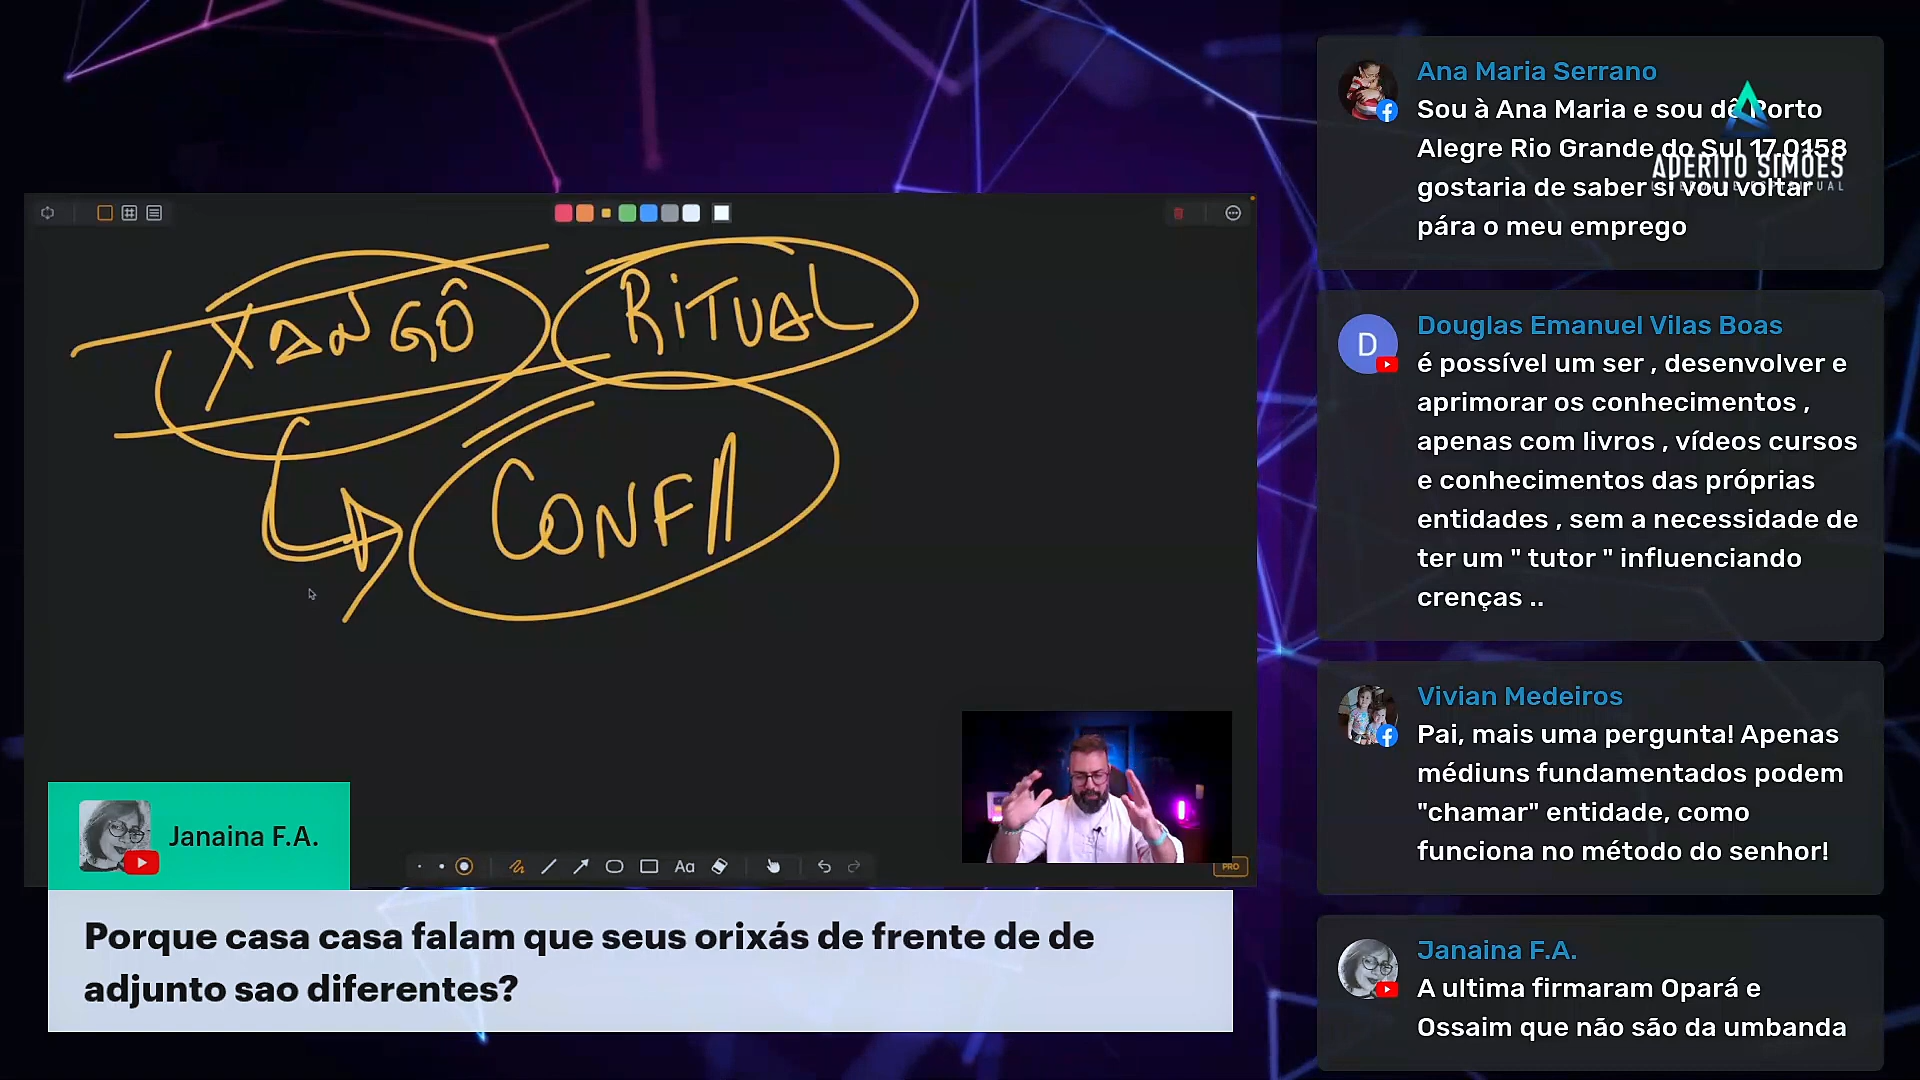 XANGÔ RITUAL
CONFA
Aa
PRO
Janaina F.A.
Porque casa casa falam que seus orixás de frente de de
adjunto sao diferentes?
Ana Maria Serrano
Sou à Ana Maria e sou dê Porto
Alegre Rio Grande do Sul 17,0158
gostaria de saber si vou voltar
pára o meu emprego
ADERITO SIMÕES
D
Douglas Emanuel Vilas Boas
é possível um ser , desenvolver e
aprimorar os conhecimentos ,
apenas com livros , vídeos cursos
e conhecimentos das próprias
entidades , sem a necessidade de
ter um " tutor " influenciando
crenças ..
Vivian Medeiros
Pai, mais uma pergunta! Apenas
médiuns fundamentados podem
"chamar" entidade, como
funciona no método do senhor!
Janaina F.A.
A ultima firmaram Opará e
Ossaim que não são da umbanda